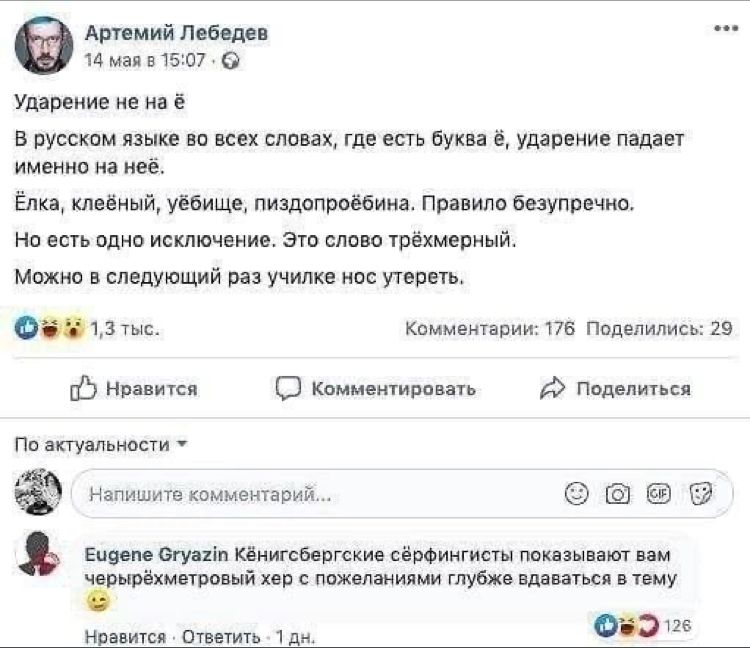 Артемий Лебедев
14 мая в 15:07 ·
Ударение не на ё
В русском языке во всех словах, где есть буква ё, ударение падает
именно на неё.
Ёлка, клеёный, уёбище, пиздопроёбина. Правило безупречно.
Но есть одно исключение. Это слово трёхмерный.
Можно в следующий раз училке нос утереть.
1,3 тыс. Комментарии: 176 Поделились: 29
Нравится Комментировать Поделиться
По актуальности
Напишите комментарий...
GIF
Eugene Gryazin Кёнигсбергские сёрфингисты показывают вам
черырёхметровый хер с пожеланиями глубже вдаваться в тему
Нравится · Ответить · 1 дн. 126